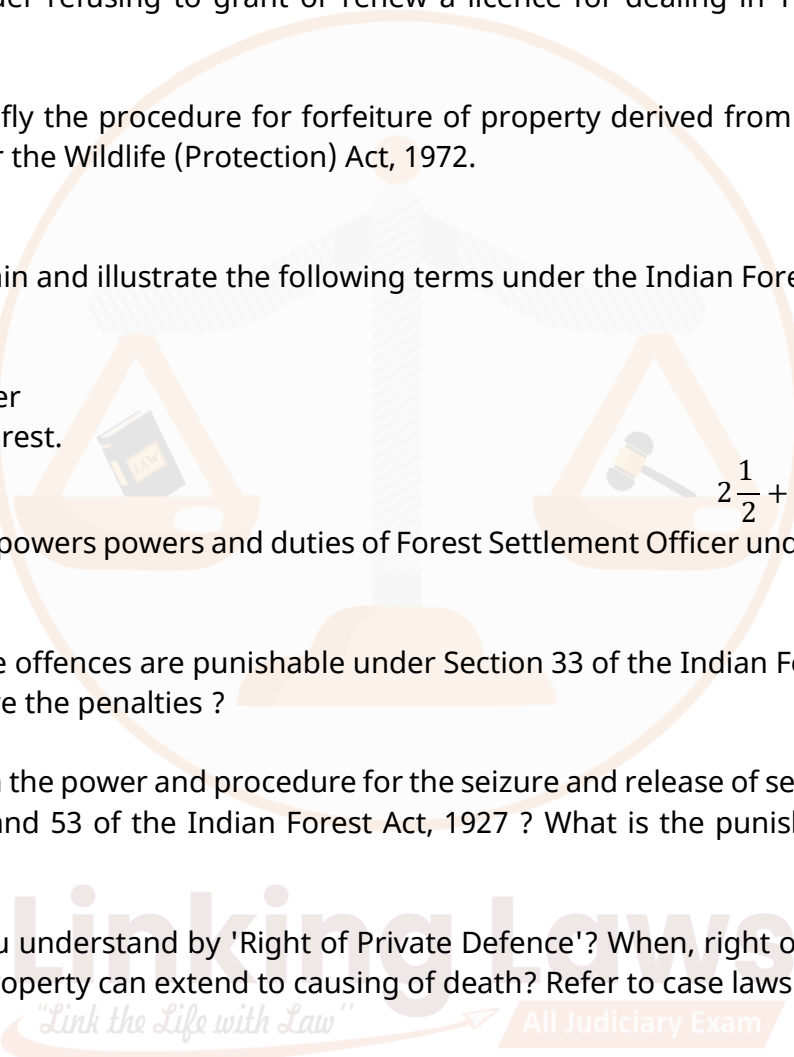 refusing to grant or renew a licence for dealing in
fly the procedure for forfeiture of property derived from
the Wildlife (Protection) Act, 1972.
in and illustrate the following terms under the Indian Fore
er
rest.
2 1/2 +
powers powers and duties of Forest Settlement Officer und
e offences are punishable under Section 33 of the Indian F
e the penalties ?
the power and procedure for the seizure and release of se
and 53 of the Indian Forest Act, 1927 ? What is the punis
u understand by 'Right of Private Defence'? When, right o
operty can extend to causing of death? Refer to case laws
LAW
Linking Laws
"Link the Life with Law"
All Judiciary Exam